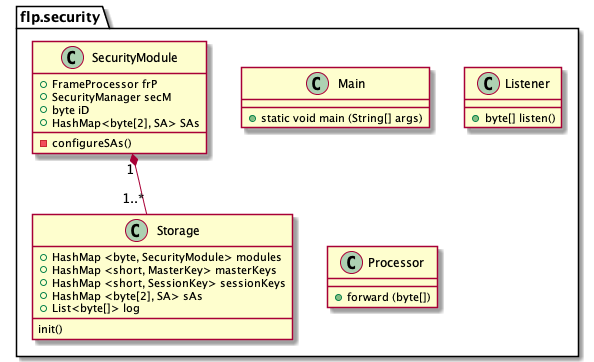 flp.security
C SecurityModule
FrameProcessor frP
SecurityManager secM
byte iD
HashMap<byte[2], SA> SAs
configureSAs()
C Main
static void main (String[] args)
C Listener
byte[] listen()
1
1..*
C Storage
HashMap <byte, SecurityModule> modules
HashMap <short, MasterKey> masterKeys
HashMap <short, SessionKey> sessionKeys
HashMap <byte[2], SA> sAs
List<byte[]> log
init()
C Processor
forward (byte[])